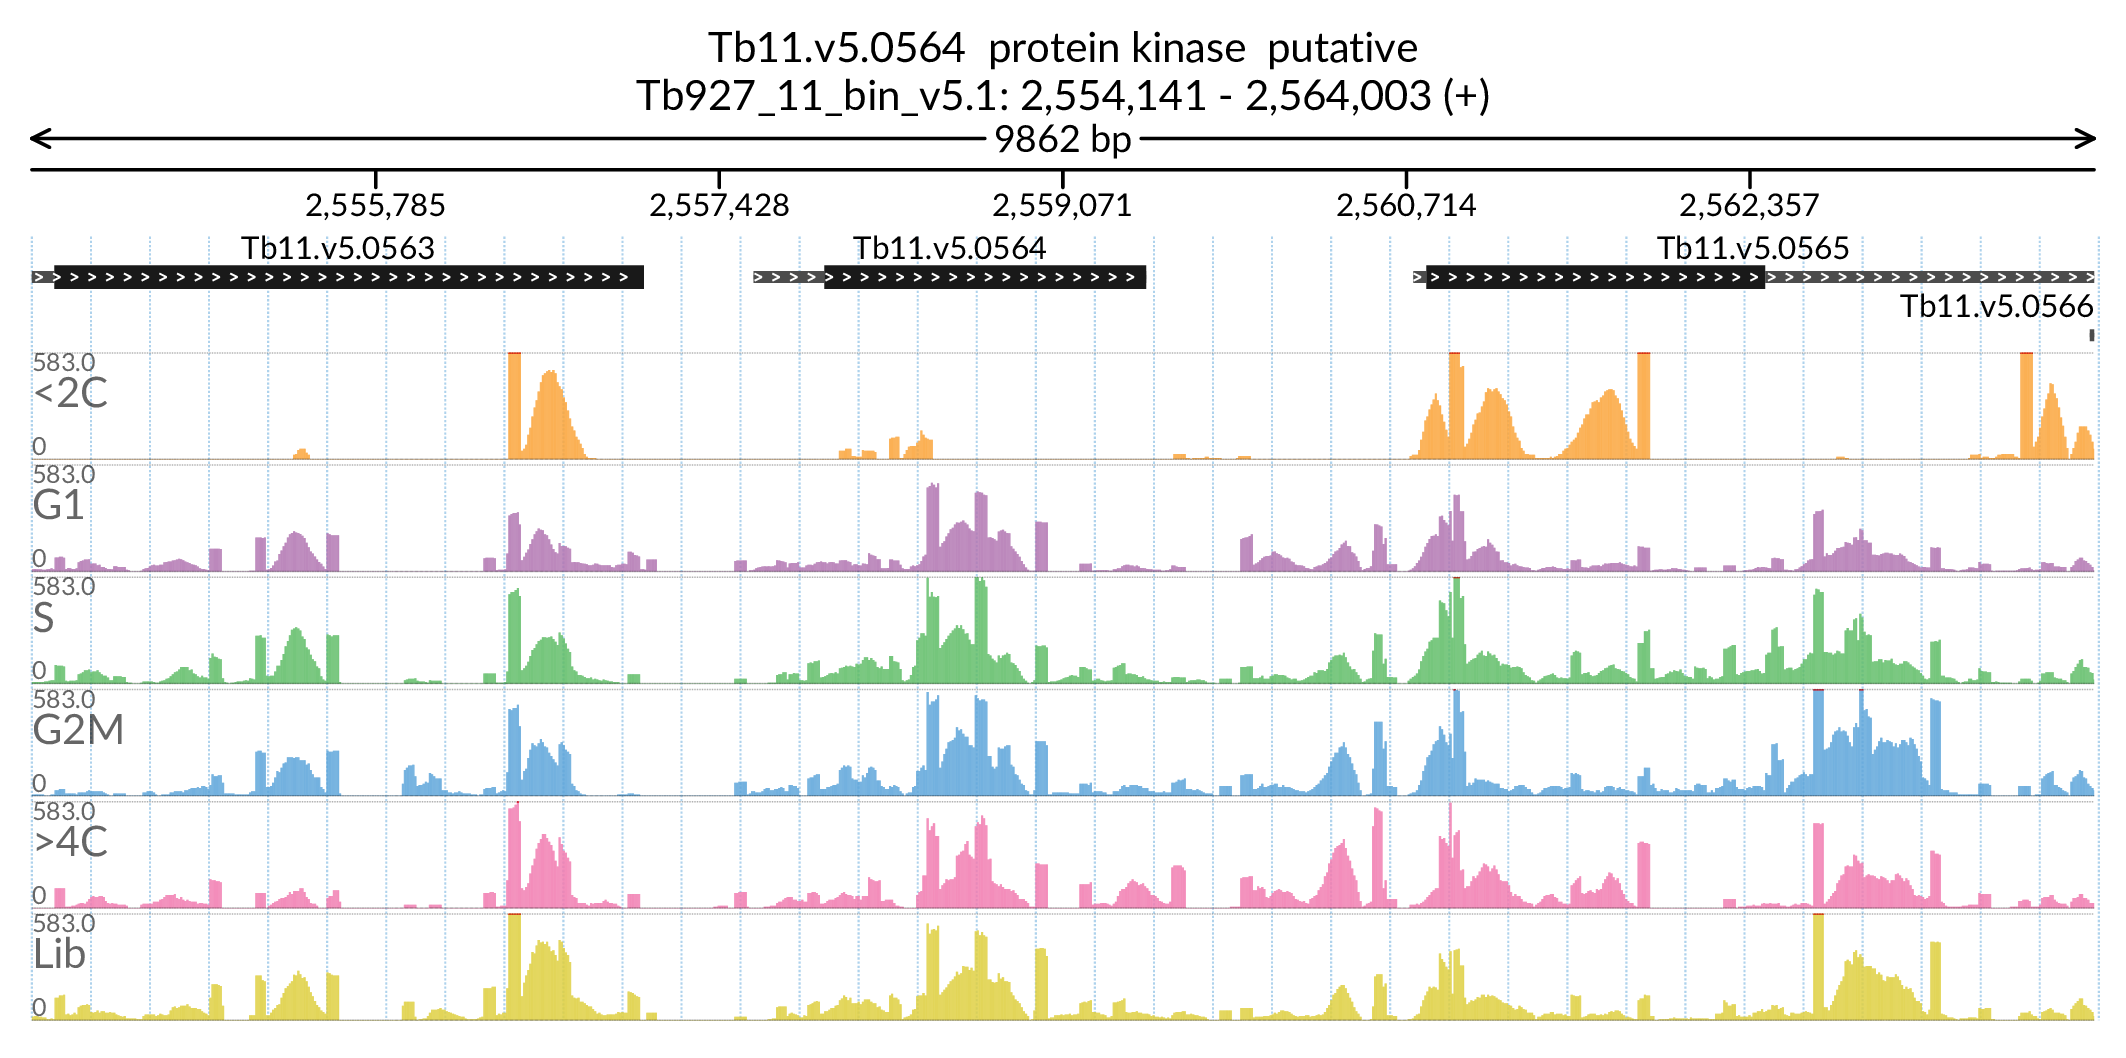 Tb11.v5.0564 protein kinase putative
Tb927_11_bin_v5.1: 2,554,141 - 2,564,003 (+)
9862 bp
2,555,785 2,557,428 2,559,071 2,560,714 2,562,357
Tb11.v5.0563 Tb11.v5.0564 Tb11.v5.0565
Tb11.v5.0566
583.0
<2C
0
583.0
G1
0
583.0
S
0
583.0
G2M
0
583.0
>4C
0
583.0
Lib
0